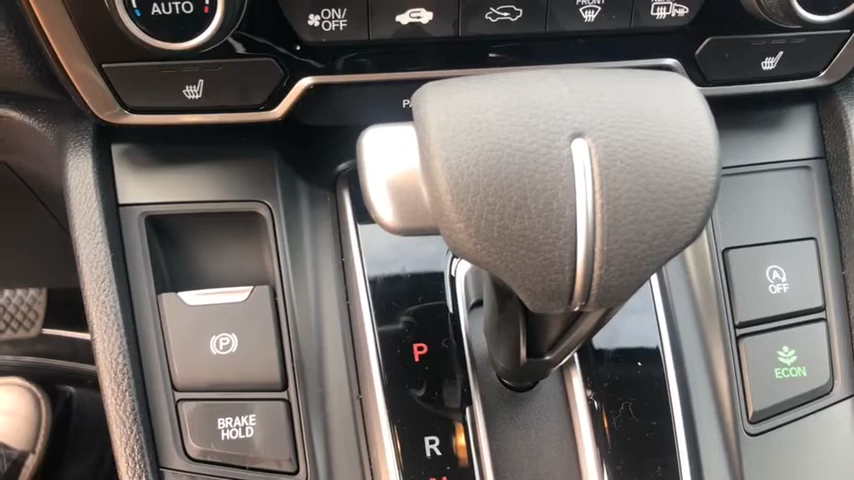 AUTO
ON/
OFF
FRONT
A
OFF
ECON
P
BRAKE
HOLD
P
R